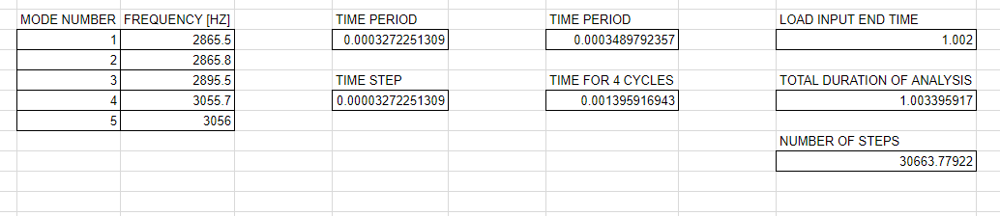 MODE NUMBER FREQUENCY [HZ] TIME PERIOD TIME PERIOD LOAD INPUT END TIME
1 2865.5 0.0003272251309 0.0003489792357 1.002
2 2865.8
3 2895.5 TIME STEP TIME FOR 4 CYCLES TOTAL DURATION OF ANALYSIS
4 3055.7 0.00003272251309 0.001395916943 1.003395917
5 3056
NUMBER OF STEPS
30663.77922